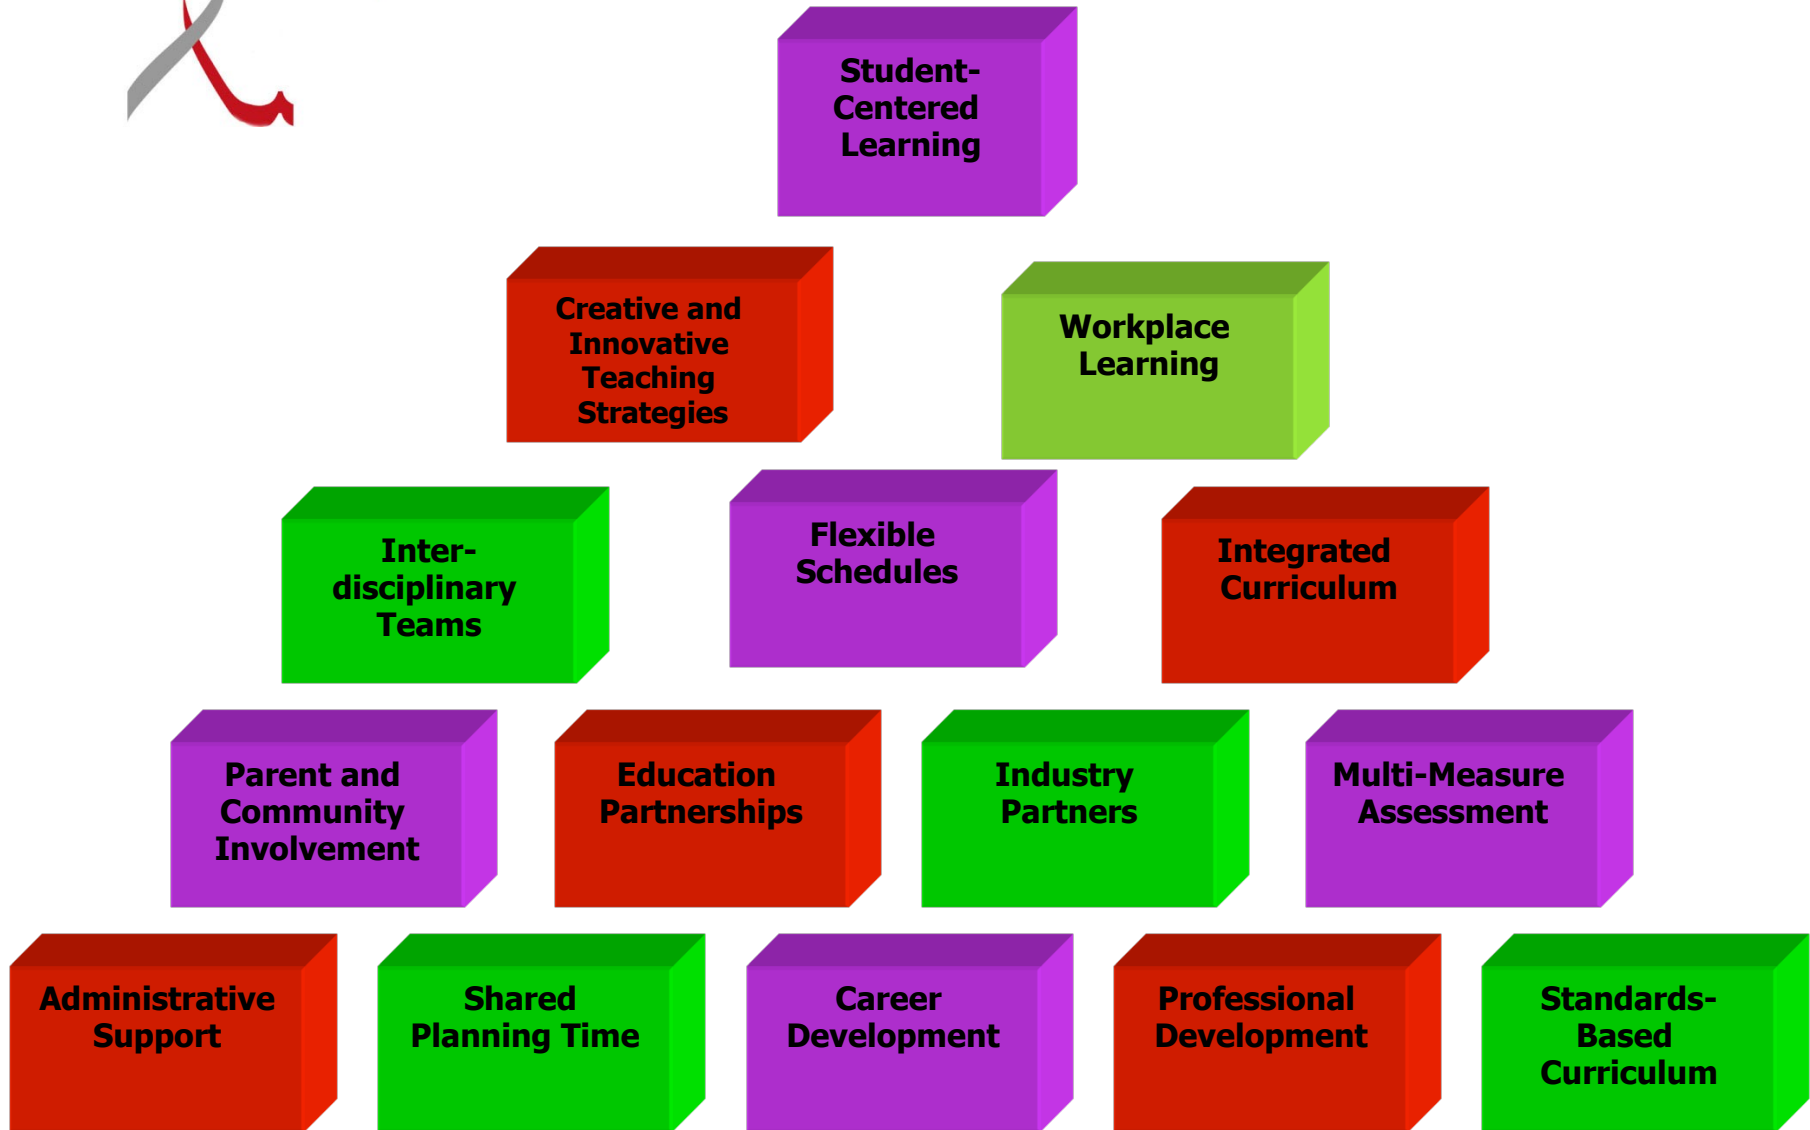 Student-
Centered
Learning
Creative and
Innovative
Teaching
Strategies
Workplace
Learning
Inter-
disciplinary
Teams
Flexible
Schedules
Integrated
Curriculum
Parent and
Community
Involvement
Education
Partnerships
Industry
Partners
Multi-Measure
Assessment
Administrative
Support
Shared
Planning Time
Career
Development
Professional
Development
Standards-
Based
Curriculum